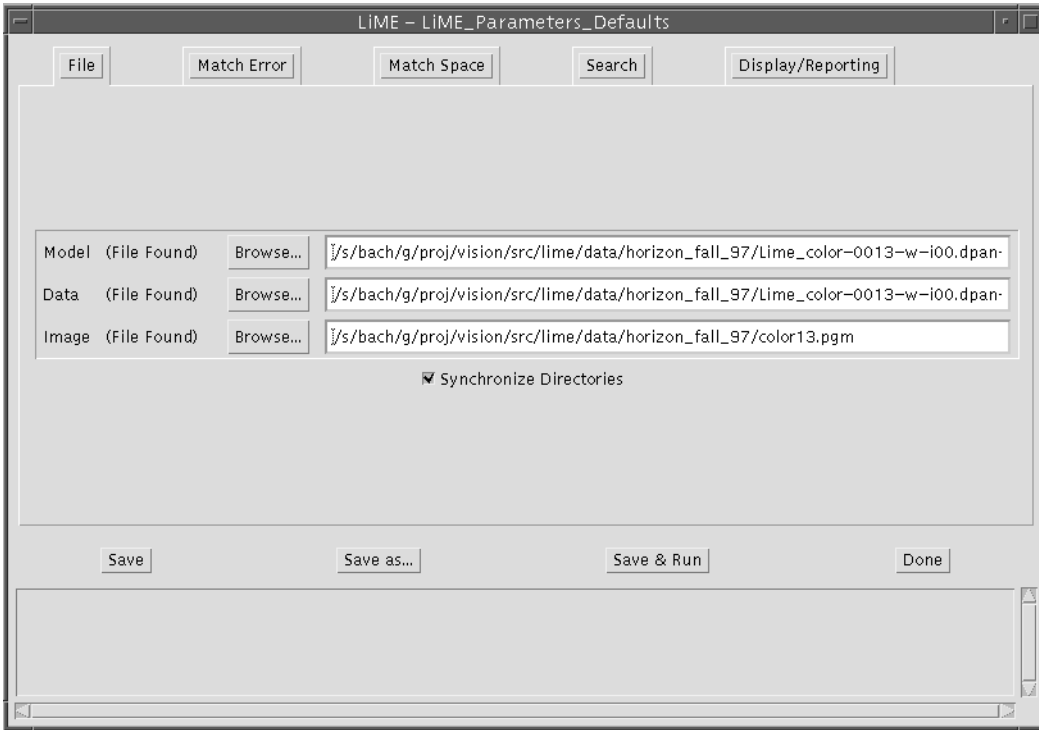 LiME – LiME_Parameters_Defaults
File Match Error Match Space Search Display/Reporting
Model (File Found) Browse... /s/bach/g/proj/vision/src/lime/data/horizon_fall_97/Lime_color-0013-w-i00.dpan-
Data (File Found) Browse... /s/bach/g/proj/vision/src/lime/data/horizon_fall_97/Lime_color-0013-w-i00.dpan-
Image (File Found) Browse... /s/bach/g/proj/vision/src/lime/data/horizon_fall_97/color13.pgm
Synchronize Directories
Save Save as... Save & Run Done